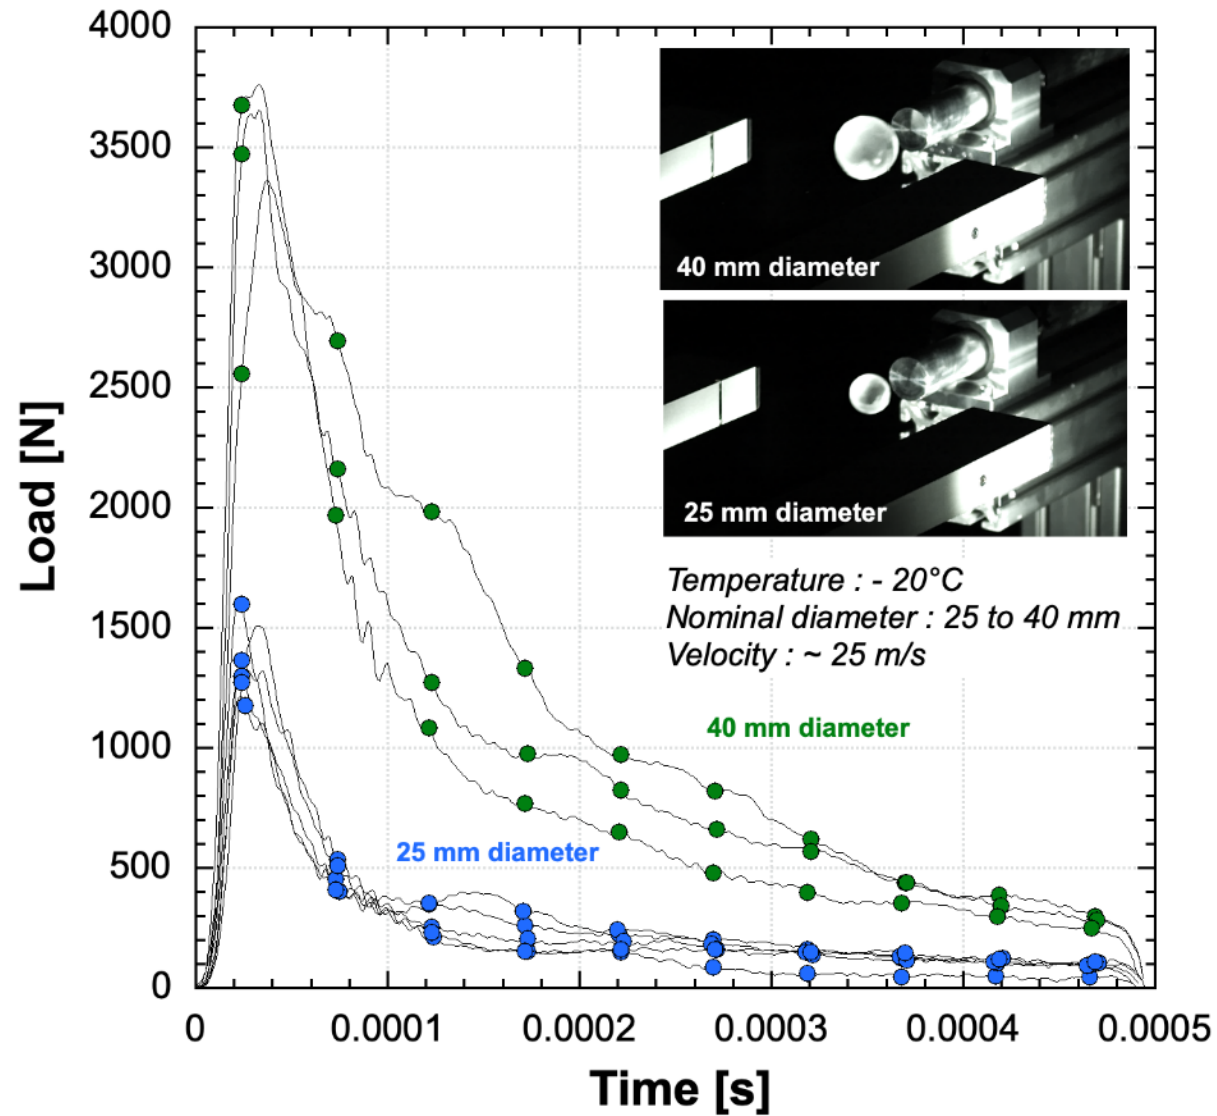 4000
3500
3000
2500
2000
1500
1000
500
0
Load [N]
40 mm diameter
25 mm diameter
Temperature : - 20°C
Nominal diameter : 25 to 40 mm
Velocity : ~ 25 m/s
40 mm diameter
25 mm diameter
0 0.0001 0.0002 0.0003 0.0004 0.0005
Time [s]